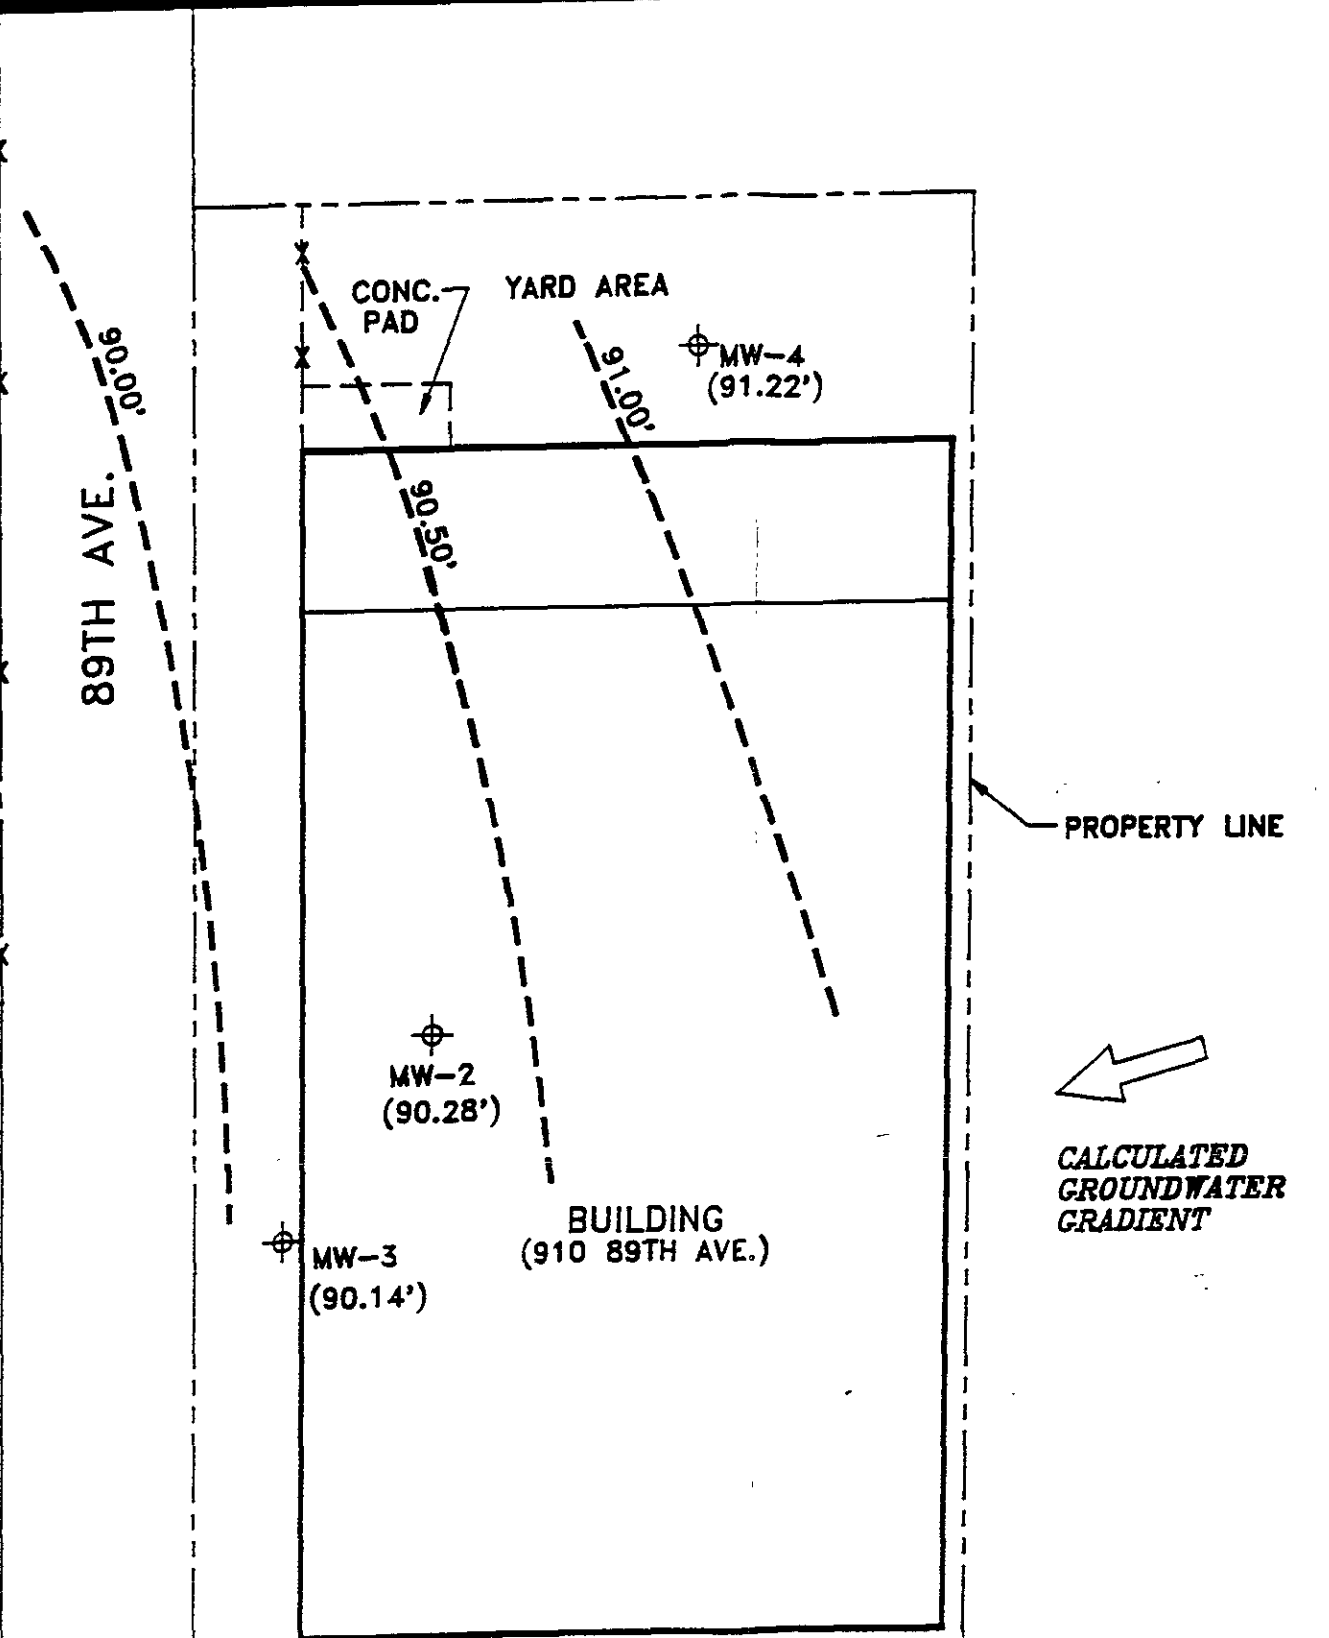 CONC.
PAD
YARD AREA
MW-4
(91.22')
90.00'
91.00'
90.50'
89TH AVE.
PROPERTY LINE
MW-2
(90.28')
CALCULATED
GROUNDWATER
GRADIENT
BUILDING
(910 89TH AVE.)
MW-3
(90.14')